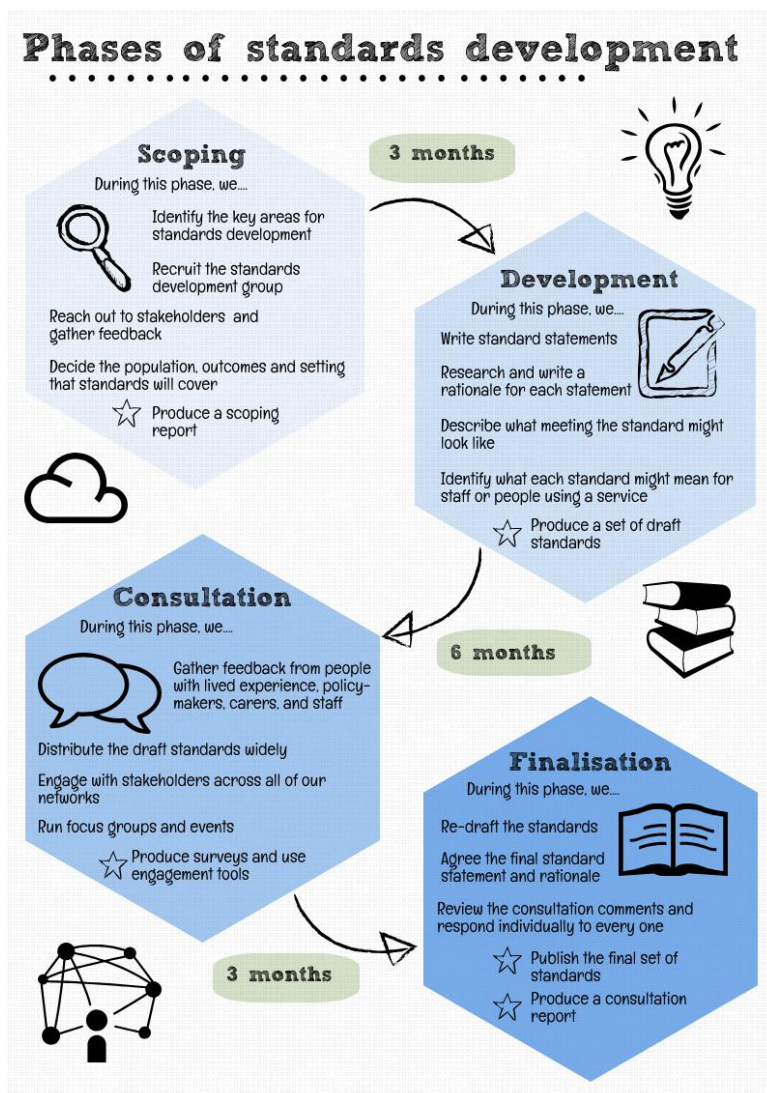 Phases of standards development
Scoping
During this phase, we....
Identify the key areas for
standards development
Recruit the standards
development group
Reach out to stakeholders and
gather feedback
Decide the population, outcomes and setting
that standards will cover
Produce a scoping
report
3 months
Development
During this phase, we....
Write standard statements
Research and write a
rationale for each statement
Describe what meeting the standard might
look like
Identify what each standard might mean for
staff or people using a service
Produce a set of draft
standards
6 months
Consultation
During this phase, we....
Gather feedback from people
with lived experience, policy-
makers, carers, and staff
Distribute the draft standards widely
Engage with stakeholders across all of our
networks
Run focus groups and events
Produce surveys and use
engagement tools
3 months
Finalisation
During this phase, we....
Re-draft the standards
Agree the final standard
statement and rationale
Review the consultation comments and
respond individually to every one
Publish the final set of
standards
Produce a consultation
report